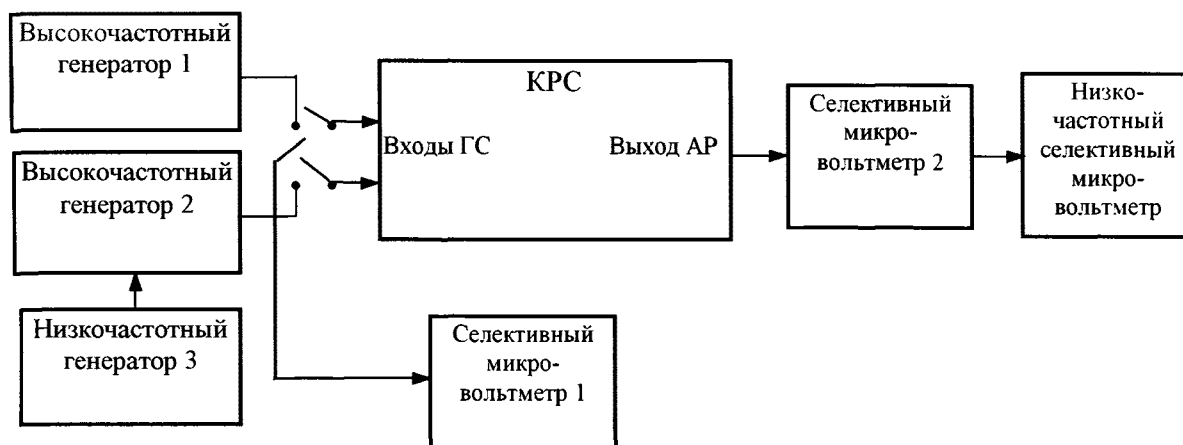 Высокочастотный
генератор 1
Высокочастотный
генератор 2
Низкочастотный
генератор 3
КРС
Входы ГС
Выход АР
Селективный
микро-
вольтметр 1
Селективный
микро-
вольтметр 2
Низко-
частотный
селективный
микро-
вольтметр